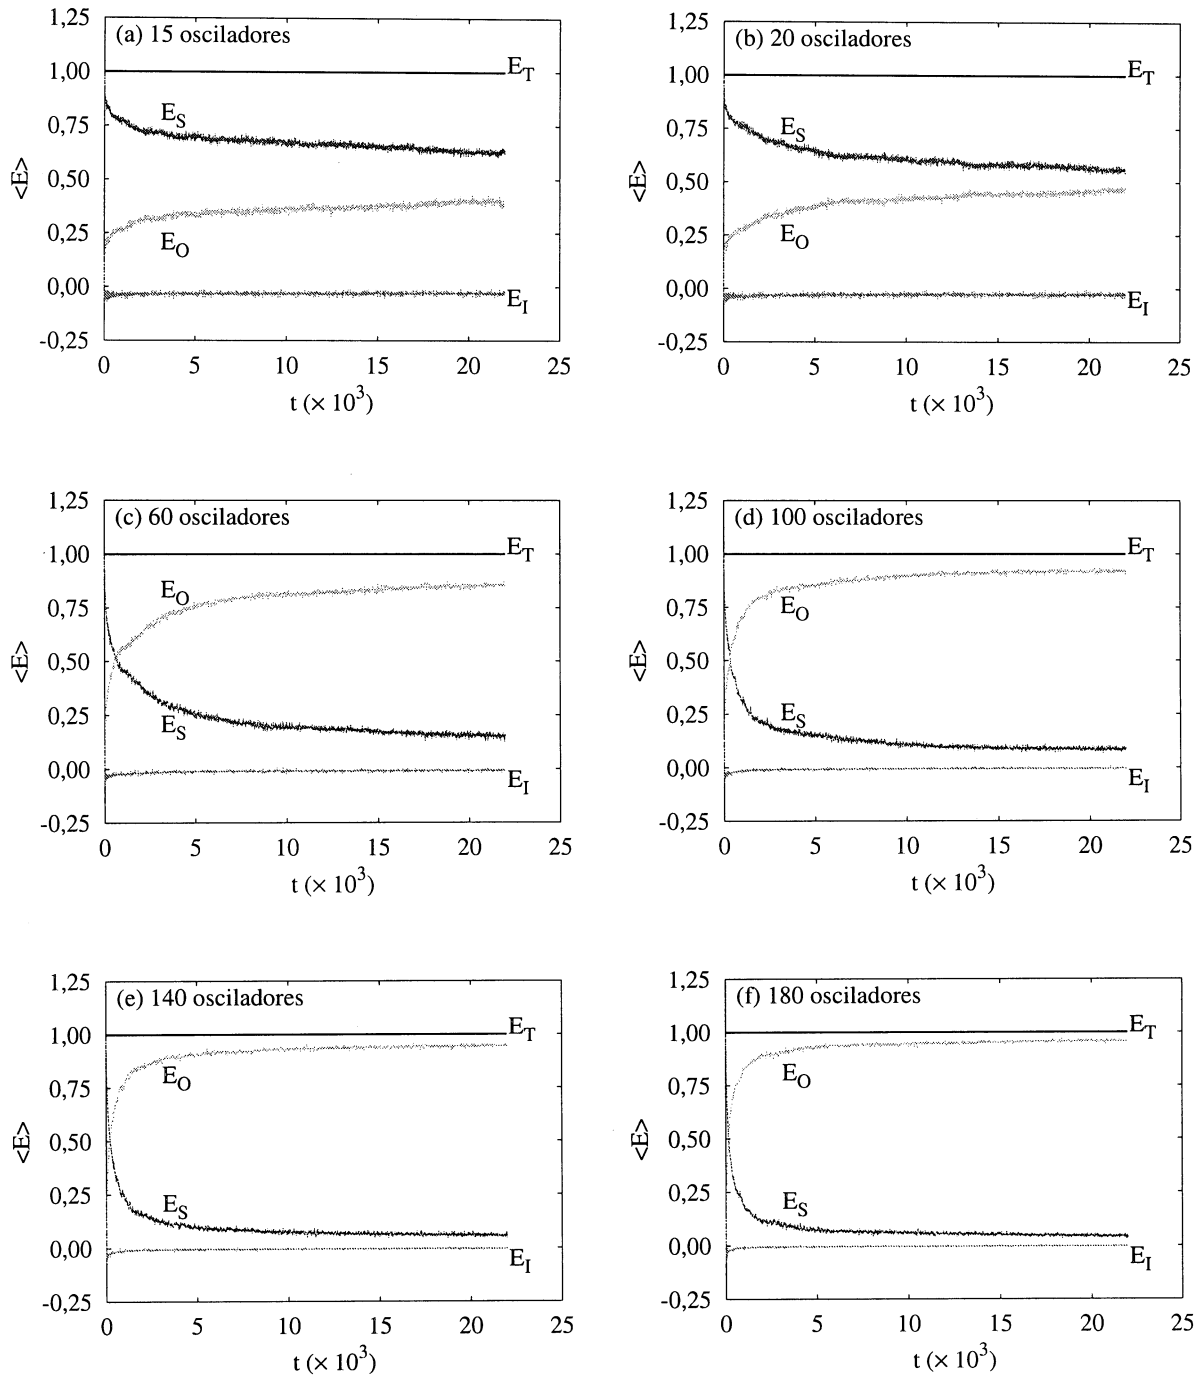 (a) 15 osciladores
1,25
1,00
0,75
0,50
0,25
0,00
-0,25
<E>
E_T
E_S
E_O
E_I
0 5 10 15 20 25
t (× 10^3)
(b) 20 osciladores
1,25
1,00
0,75
0,50
0,25
0,00
-0,25
<E>
E_T
E_S
E_O
E_I
0 5 10 15 20 25
t (× 10^3)
(c) 60 osciladores
1,25
1,00
0,75
0,50
0,25
0,00
-0,25
<E>
E_T
E_O
E_S
E_I
0 5 10 15 20 25
t (× 10^3)
(d) 100 osciladores
1,25
1,00
0,75
0,50
0,25
0,00
-0,25
<E>
E_T
E_O
E_S
E_I
0 5 10 15 20 25
t (× 10^3)
(e) 140 osciladores
1,25
1,00
0,75
0,50
0,25
0,00
-0,25
<E>
E_T
E_O
E_S
E_I
0 5 10 15 20 25
t (× 10^3)
(f) 180 osciladores
1,25
1,00
0,75
0,50
0,25
0,00
-0,25
<E>
E_T
E_O
E_S
E_I
0 5 10 15 20 25
t (× 10^3)